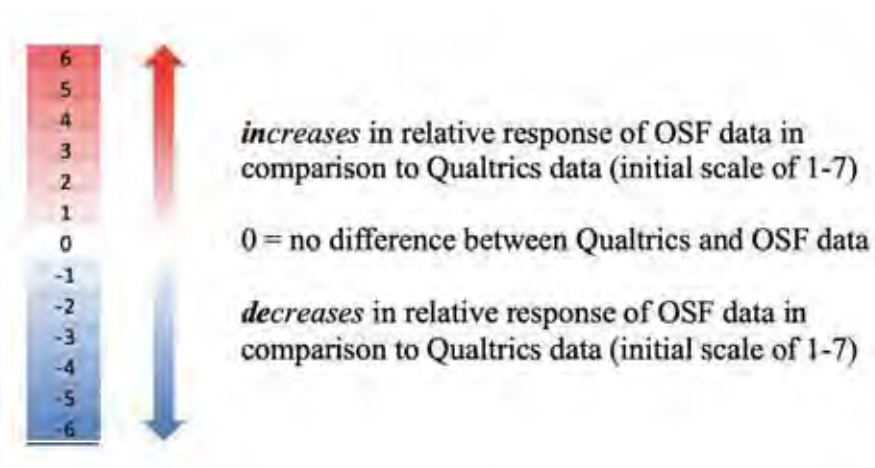 6
5
4
3
2
1
0
-1
-2
-3
-4
-5
-6
increases in relative response of OSF data in
comparison to Qualtrics data (initial scale of 1-7)
0 = no difference between Qualtrics and OSF data
decreases in relative response of OSF data in
comparison to Qualtrics data (initial scale of 1-7)